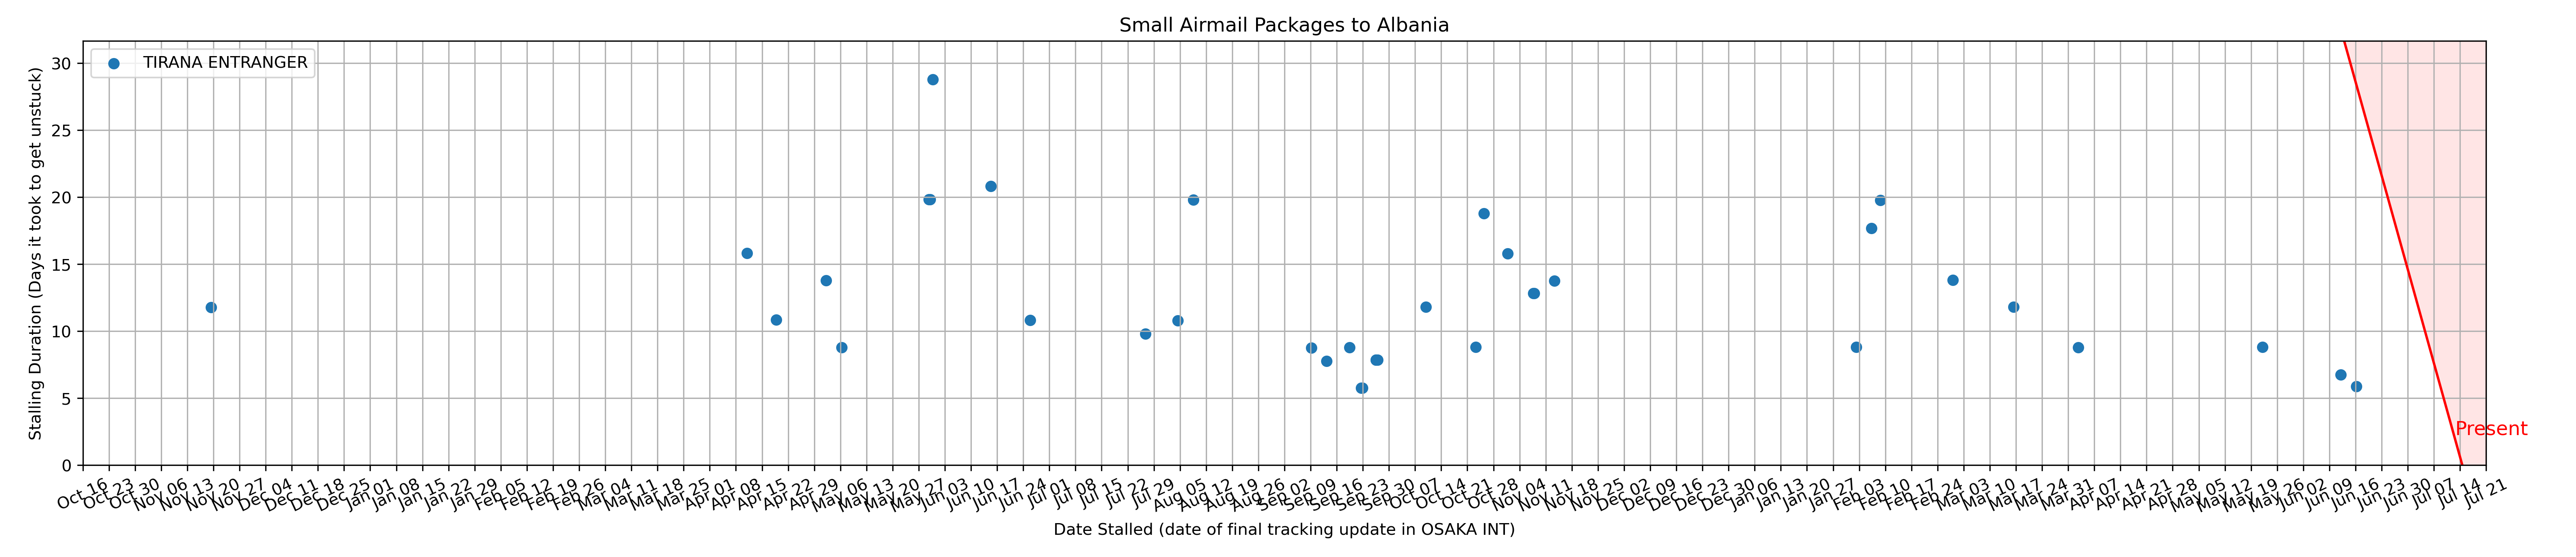 Small Airmail Packages to Albania
TIRANA ENTRANGER
Stalling Duration (Days it took to get unstuck)
30
25
20
15
10
5
0
Present
Oct 16
Oct 23
Oct 30
Nov 06
Nov 13
Nov 20
Nov 27
Dec 04
Dec 11
Dec 18
Dec 25
Jan 01
Jan 08
Jan 15
Jan 22
Jan 29
Feb 05
Feb 12
Feb 19
Feb 26
Mar 04
Mar 11
Mar 18
Mar 25
Apr 01
Apr 08
Apr 15
Apr 22
Apr 29
May 06
May 13
May 20
May 27
Jun 03
Jun 10
Jun 17
Jun 24
Jul 01
Jul 08
Jul 15
Jul 22
Jul 29
Aug 05
Aug 12
Aug 19
Aug 26
Sep 02
Sep 09
Sep 16
Sep 23
Sep 30
Oct 07
Oct 14
Oct 21
Oct 28
Nov 04
Nov 11
Nov 18
Nov 25
Dec 02
Dec 09
Dec 16
Dec 23
Dec 30
Jan 06
Jan 13
Jan 20
Jan 27
Feb 03
Feb 10
Feb 17
Feb 24
Mar 03
Mar 10
Mar 17
Mar 24
Mar 31
Apr 07
Apr 14
Apr 21
Apr 28
May 05
May 12
May 19
May 26
Jun 02
Jun 09
Jun 16
Jun 23
Jun 30
Jul 07
Jul 14
Jul 21
Date Stalled (date of final tracking update in OSAKA INT)